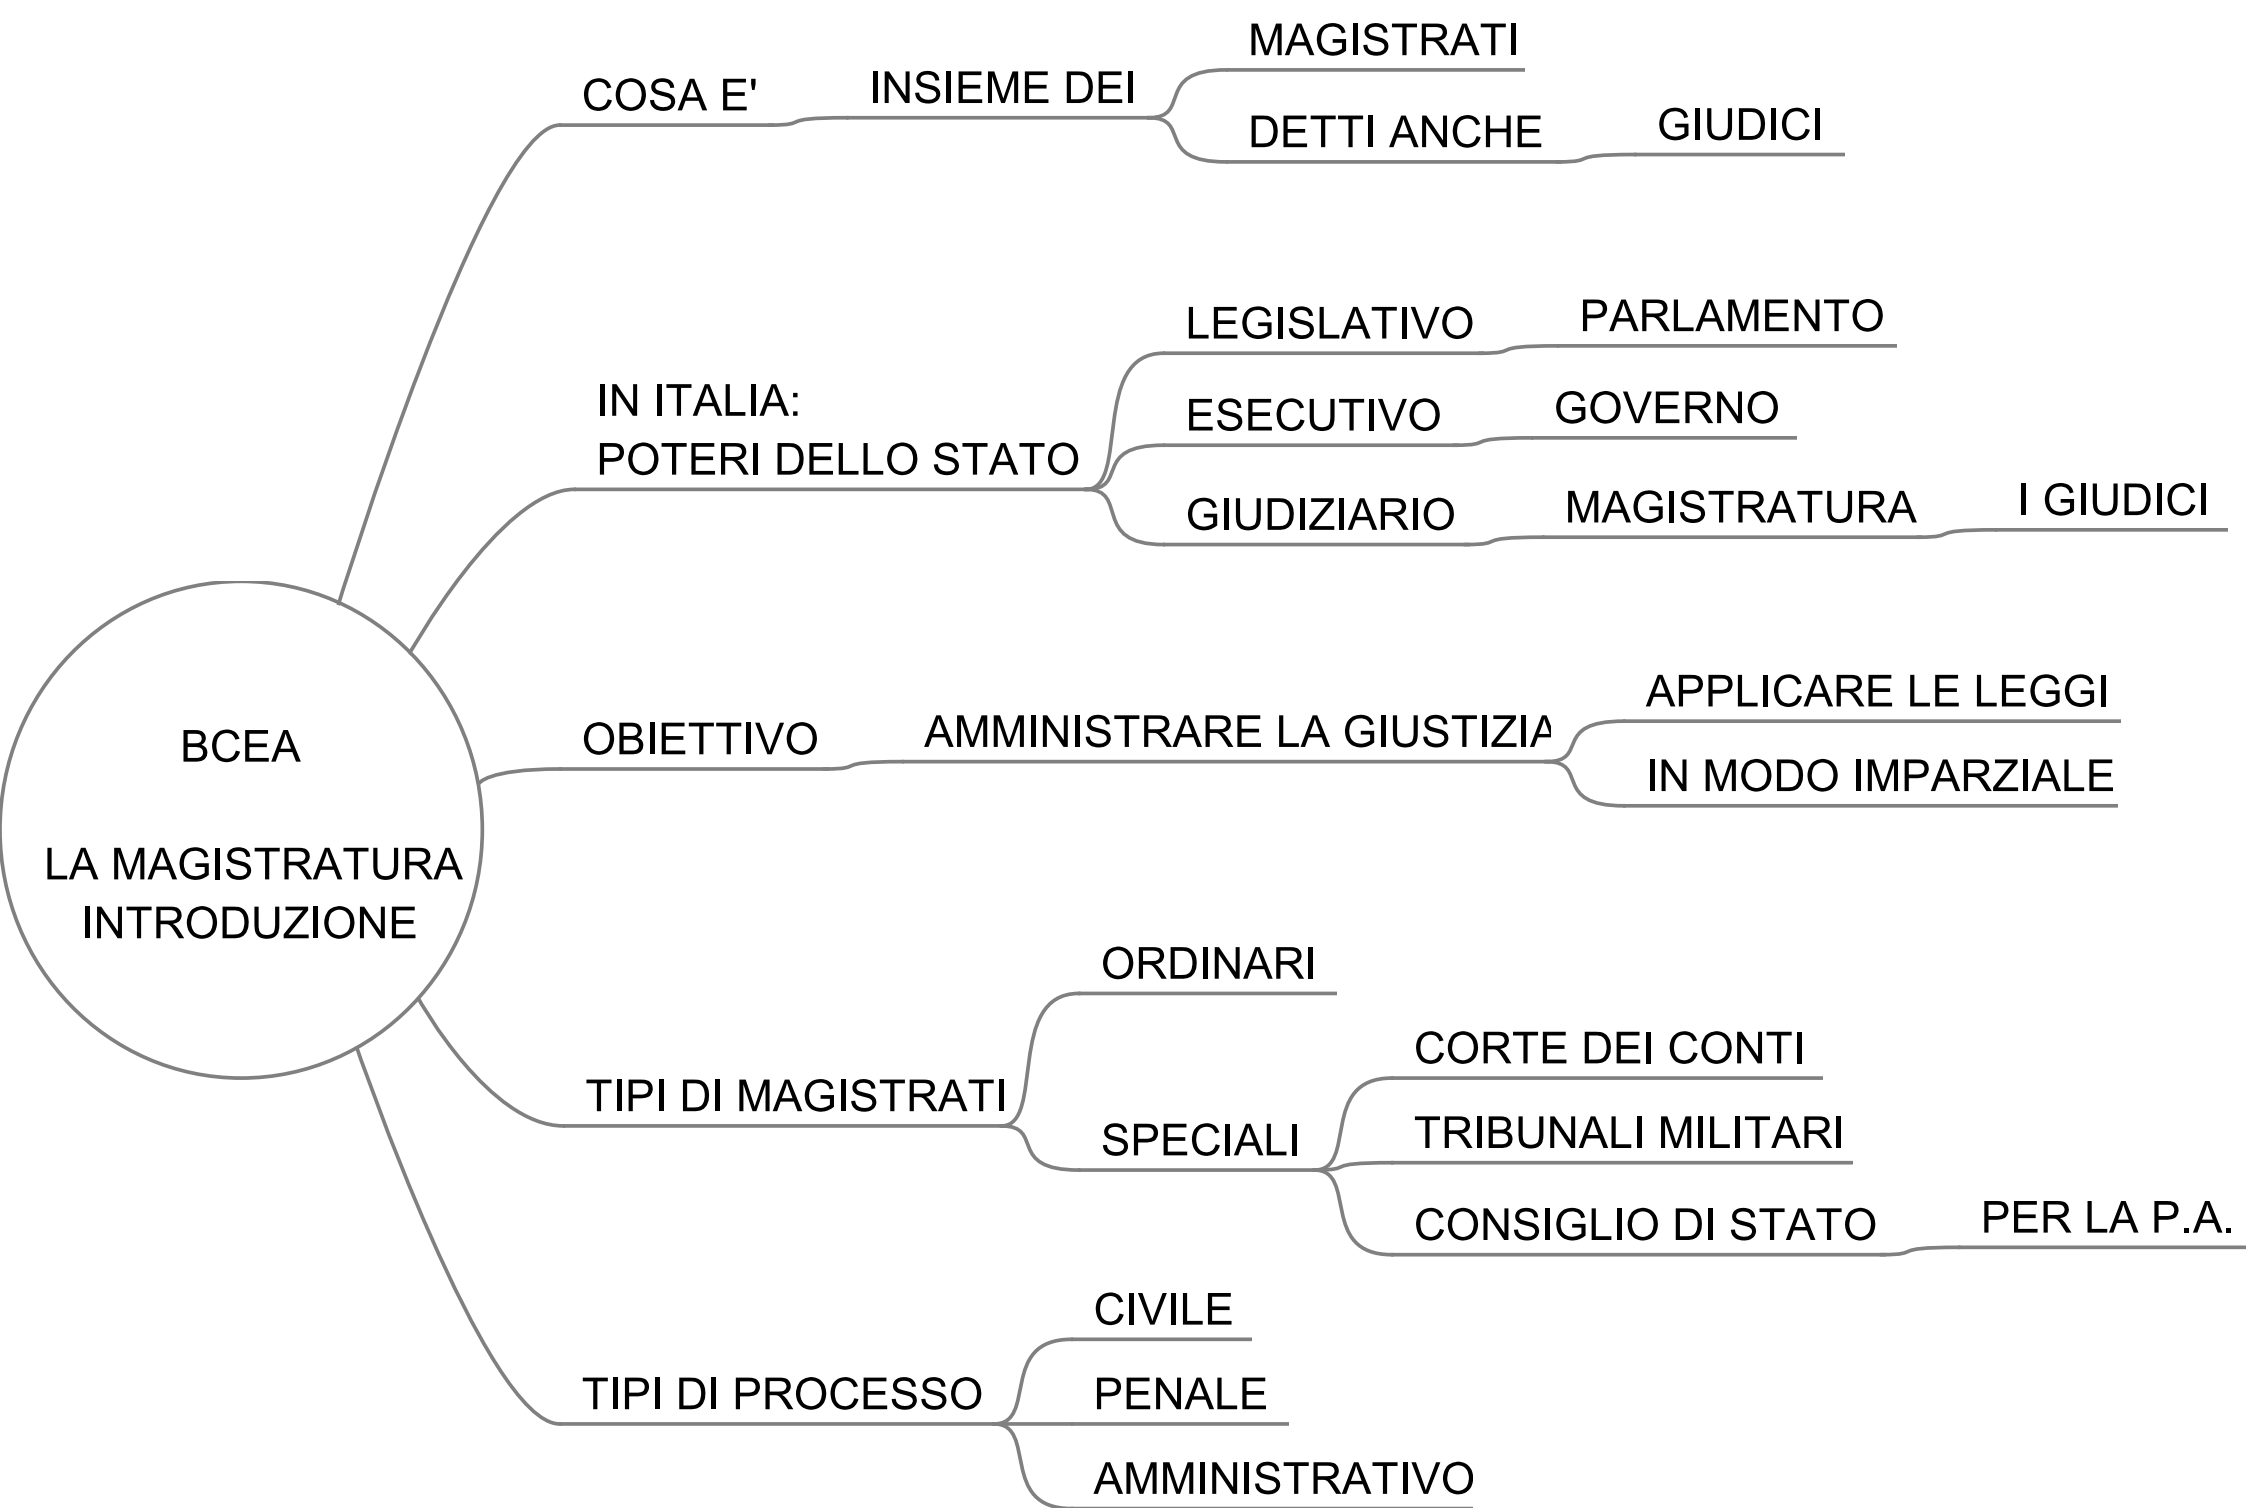 BCEA
LA MAGISTRATURA
INTRODUZIONE
COSA E'
INSIEME DEI
MAGISTRATI
DETTI ANCHE
GIUDICI
IN ITALIA:
POTERI DELLO STATO
LEGISLATIVO
PARLAMENTO
ESECUTIVO
GOVERNO
GIUDIZIARIO
MAGISTRATURA
I GIUDICI
OBIETTIVO
AMMINISTRARE LA GIUSTIZIA
APPLICARE LE LEGGI
IN MODO IMPARZIALE
TIPI DI MAGISTRATI
ORDINARI
SPECIALI
CORTE DEI CONTI
TRIBUNALI MILITARI
CONSIGLIO DI STATO
PER LA P.A.
TIPI DI PROCESSO
CIVILE
PENALE
AMMINISTRATIVO